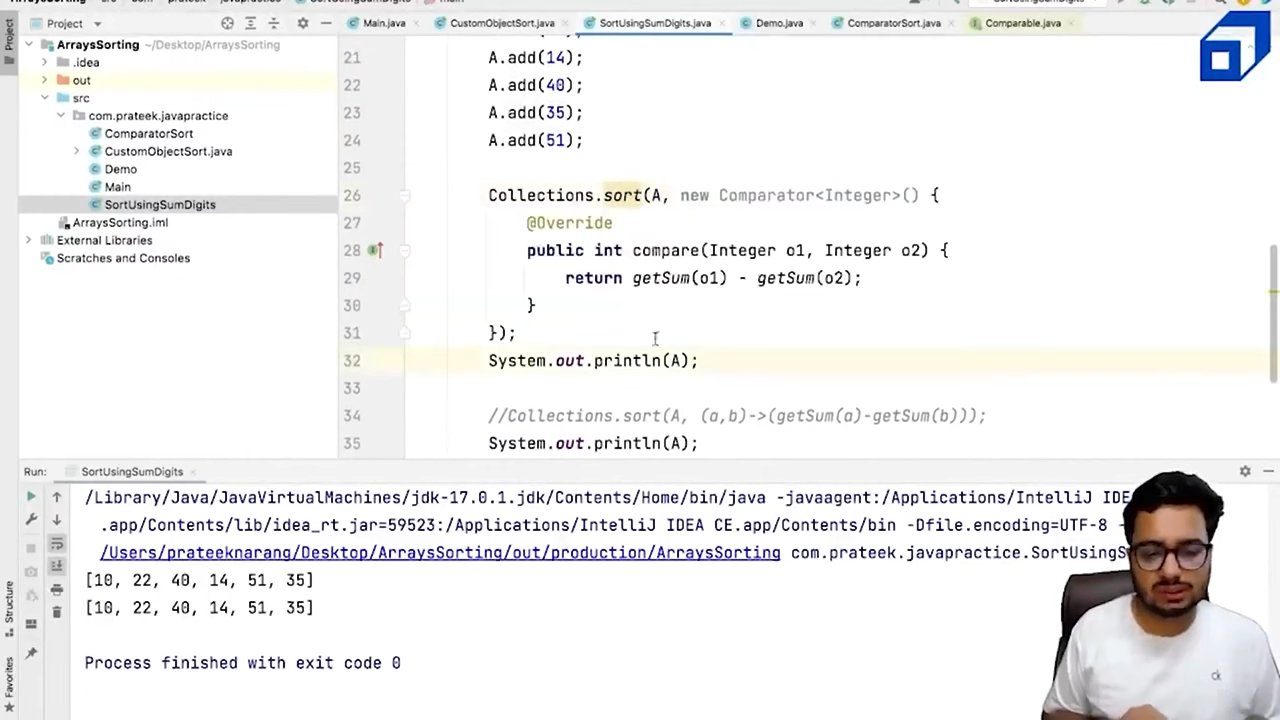 ArraysSorting
Project
Main.java
CustomObjectSort.java
SortUsingSumDigits.java
Demo.java
ComparatorSort.java
Comparable.java
Project
ArraysSorting ~/Desktop/ArraysSorting
.idea
out
src
com.prateek.javapractice
ComparatorSort
CustomObjectSort.java
Demo
Main
SortUsingSumDigits
ArraysSorting.iml
External Libraries
Scratches and Consoles
21 A.add(14);
22 A.add(40);
23 A.add(35);
24 A.add(51);
25
26 Collections.sort(A, new Comparator<Integer>() {
27 @Override
28 public int compare(Integer o1, Integer o2) {
29 return getSum(o1) - getSum(o2);
30 }
31 });
32 System.out.println(A);
33
34 //Collections.sort(A, (a,b)->(getSum(a)-getSum(b)));
35 System.out.println(A);
Run: SortUsingSumDigits
/Library/Java/JavaVirtualMachines/jdk-17.0.1.jdk/Contents/Home/bin/java -javaagent:/Applications/IntelliJ IDE
.app/Contents/lib/idea_rt.jar=59523:/Applications/IntelliJ IDEA CE.app/Contents/bin -Dfile.encoding=UTF-8 -
/Users/prateeknarang/Desktop/ArraysSorting/out/production/ArraysSorting com.prateek.javapractice.SortUsingS
[10, 22, 40, 14, 51, 35]
[10, 22, 40, 14, 51, 35]
Process finished with exit code 0
Structure
Favorites
ck